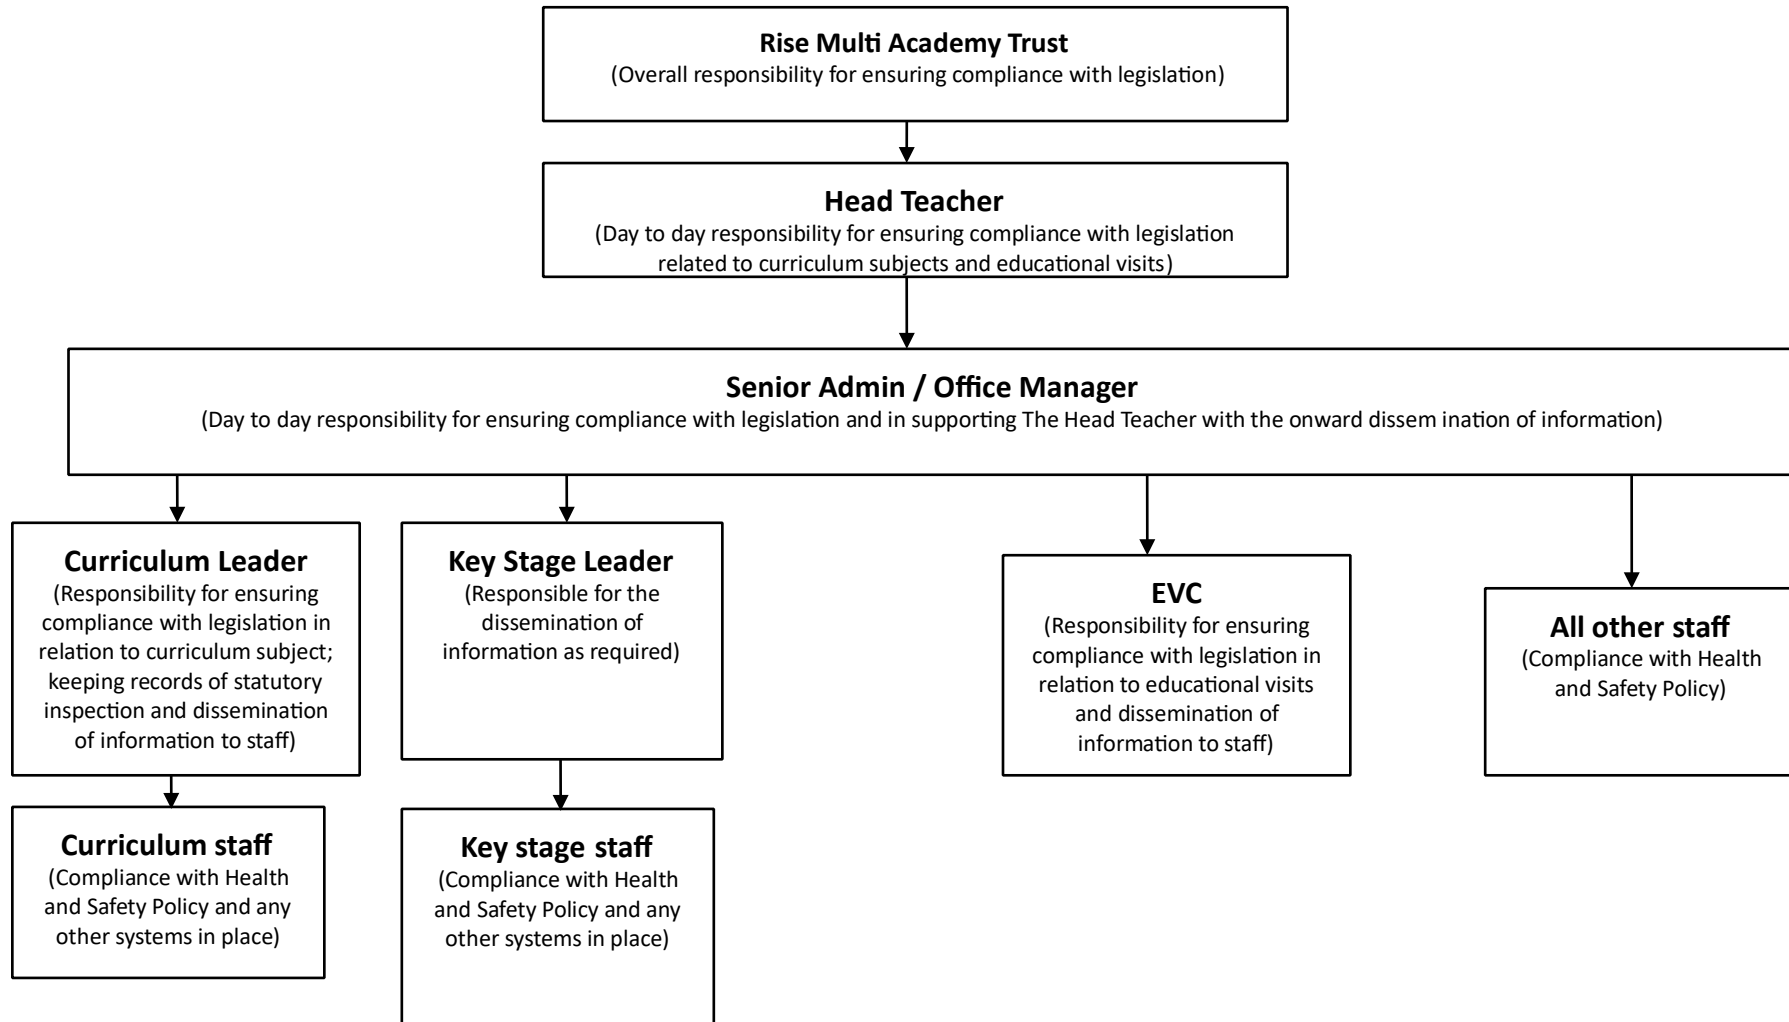 Rise Multi Academy Trust
(Overall responsibility for ensuring compliance with legislation)
Head Teacher
(Day to day responsibility for ensuring compliance with legislation
related to curriculum subjects and educational visits)
Senior Admin / Office Manager
(Day to day responsibility for ensuring compliance with legislation and in supporting The Head Teacher with the onward dissem ination of information)
Curriculum Leader
(Responsibility for ensuring
compliance with legislation in
relation to curriculum subject;
keeping records of statutory
inspection and dissemination
of information to staff)
Key Stage Leader
(Responsible for the
dissemination of
information as required)
EVC
(Responsibility for ensuring
compliance with legislation in
relation to educational visits
and dissemination of
information to staff)
All other staff
(Compliance with Health
and Safety Policy)
Curriculum staff
(Compliance with Health
and Safety Policy and any
other systems in place)
Key stage staff
(Compliance with Health
and Safety Policy and any
other systems in place)